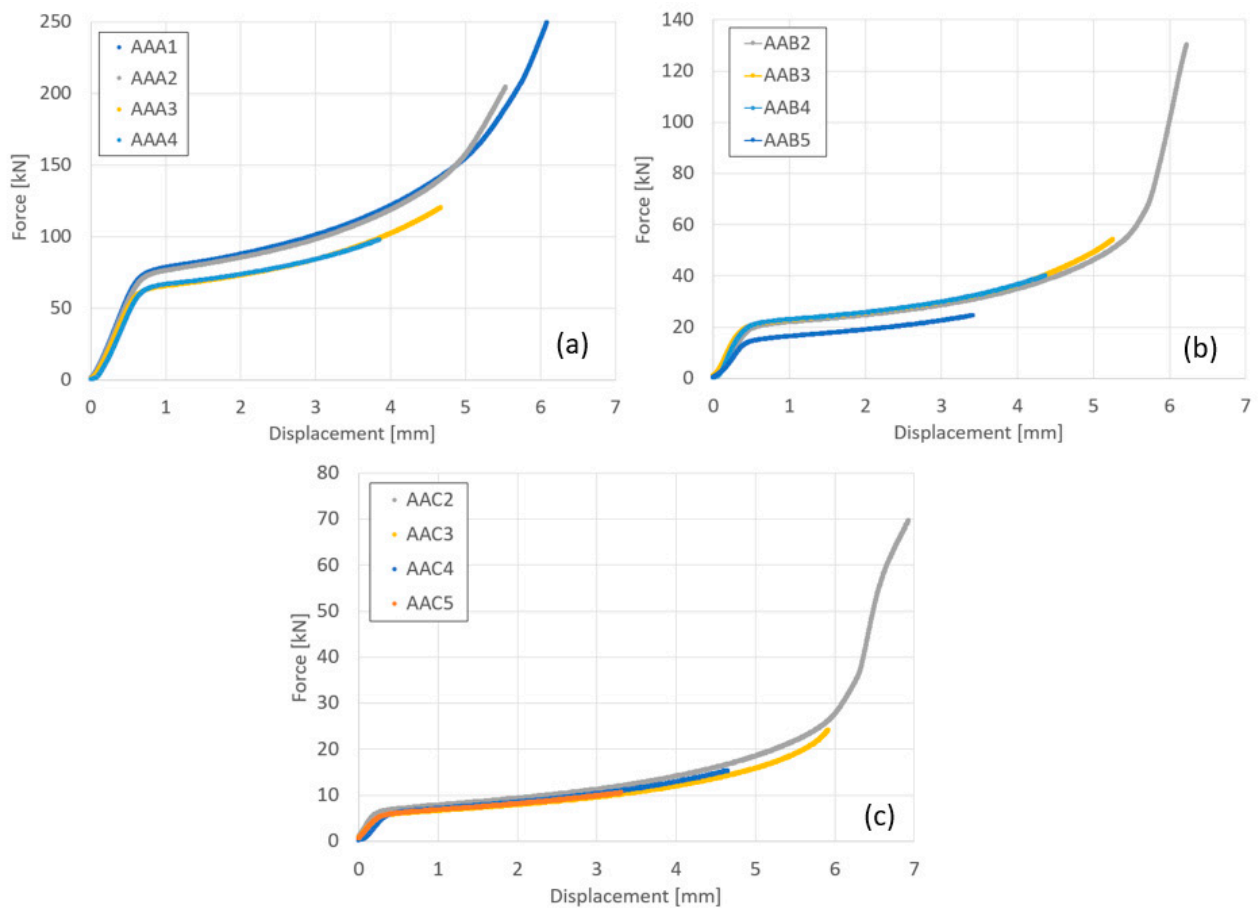 250
200
150
100
50
0
Force [kN]
AAA1
AAA2
AAA3
AAA4
(a)
0 1 2 3 4 5 6 7
Displacement [mm]
140
120
100
80
60
40
20
0
Force [kN]
AAB2
AAB3
AAB4
AAB5
(b)
0 1 2 3 4 5 6 7
Displacement [mm]
80
70
60
50
40
30
20
10
0
Force [kN]
AAC2
AAC3
AAC4
AAC5
(c)
0 1 2 3 4 5 6 7
Displacement [mm]